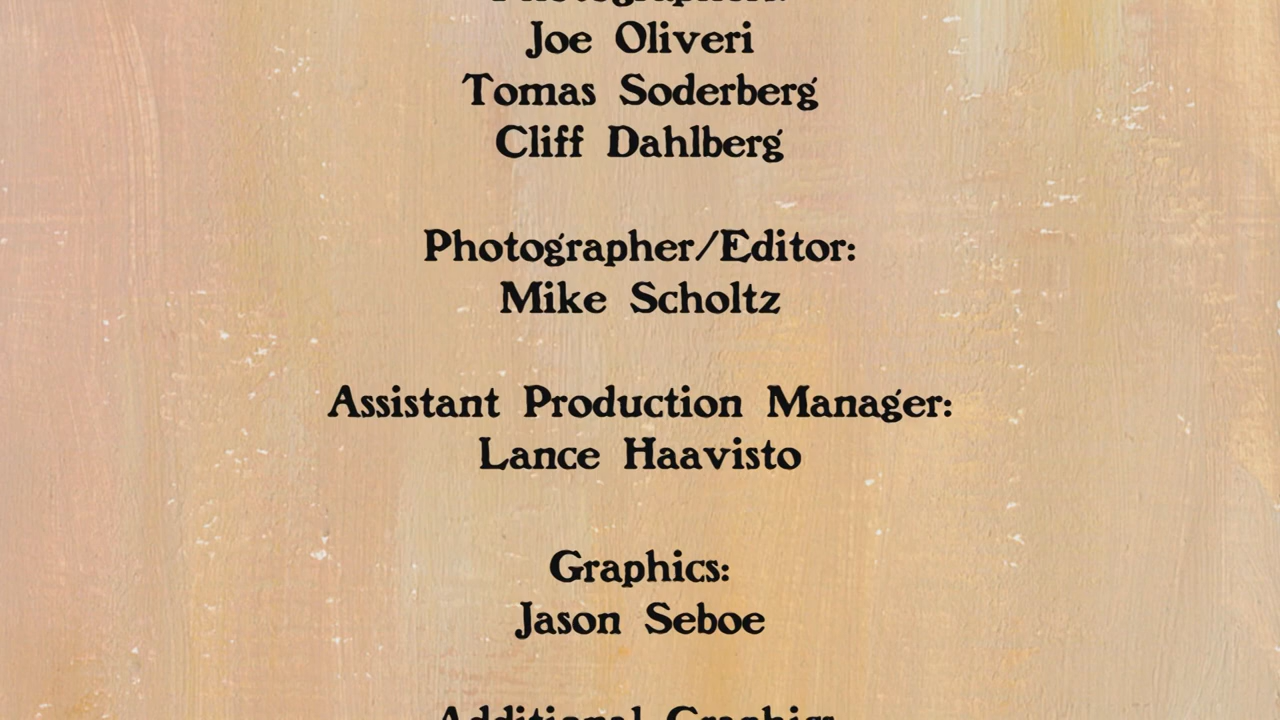 Photographers:
Joe Oliveri
Tomas Soderberg
Cliff Dahlberg
Photographer/Editor:
Mike Scholtz
Assistant Production Manager:
Lance Haavisto
Graphics:
Jason Seboe
Additional Graphics